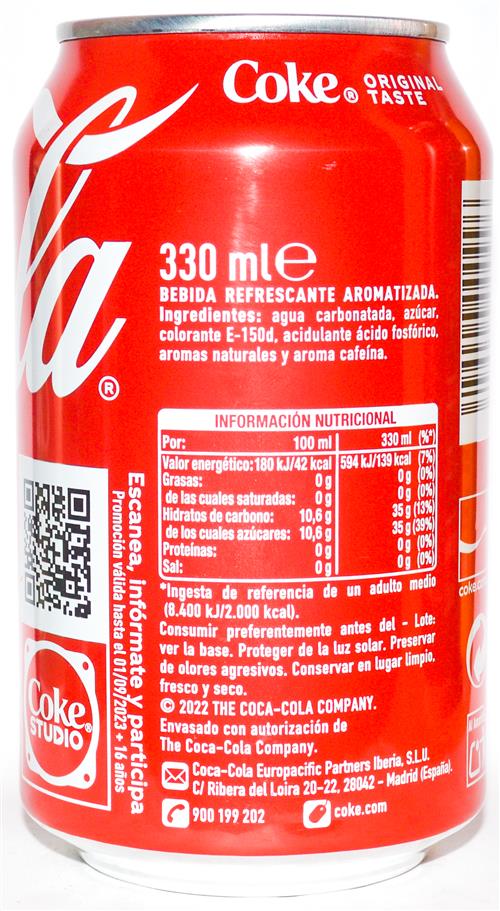 Coke® ORIGINAL TASTE
la®
330 ml ℮
BEBIDA REFRESCANTE AROMATIZADA.
Ingredientes: agua carbonatada, azúcar,
colorante E-150d, acidulante ácido fosfórico,
aromas naturales y aroma cafeína.
INFORMACIÓN NUTRICIONAL
Por: 100 ml 330 ml (%*)
Valor energético: 180 kJ/42 kcal 594 kJ/139 kcal (7%)
Grasas: 0 g 0 g (0%)
de las cuales saturadas: 0 g 0 g (0%)
Hidratos de carbono: 10,6 g 35 g (13%)
de los cuales azúcares: 10,6 g 35 g (39%)
Proteínas: 0 g 0 g (0%)
Sal: 0 g 0 g (0%)
*Ingesta de referencia de un adulto medio
(8.400 kJ/2.000 kcal).
Consumir preferentemente antes del - Lote:
ver la base. Proteger de la luz solar. Preservar
de olores agresivos. Conservar en lugar limpio,
fresco y seco.
© 2022 THE COCA-COLA COMPANY.
Envasado con autorización de
The Coca-Cola Company.
Coca-Cola Europacific Partners Iberia, S.L.U.
C/ Ribera del Loira 20-22, 28042 - Madrid (España).
900 199 202 coke.com
Escanea, infórmate y participa
Promoción válida hasta el 01/09/2023 + 16 años
Coke®
STUDIO
coke.c